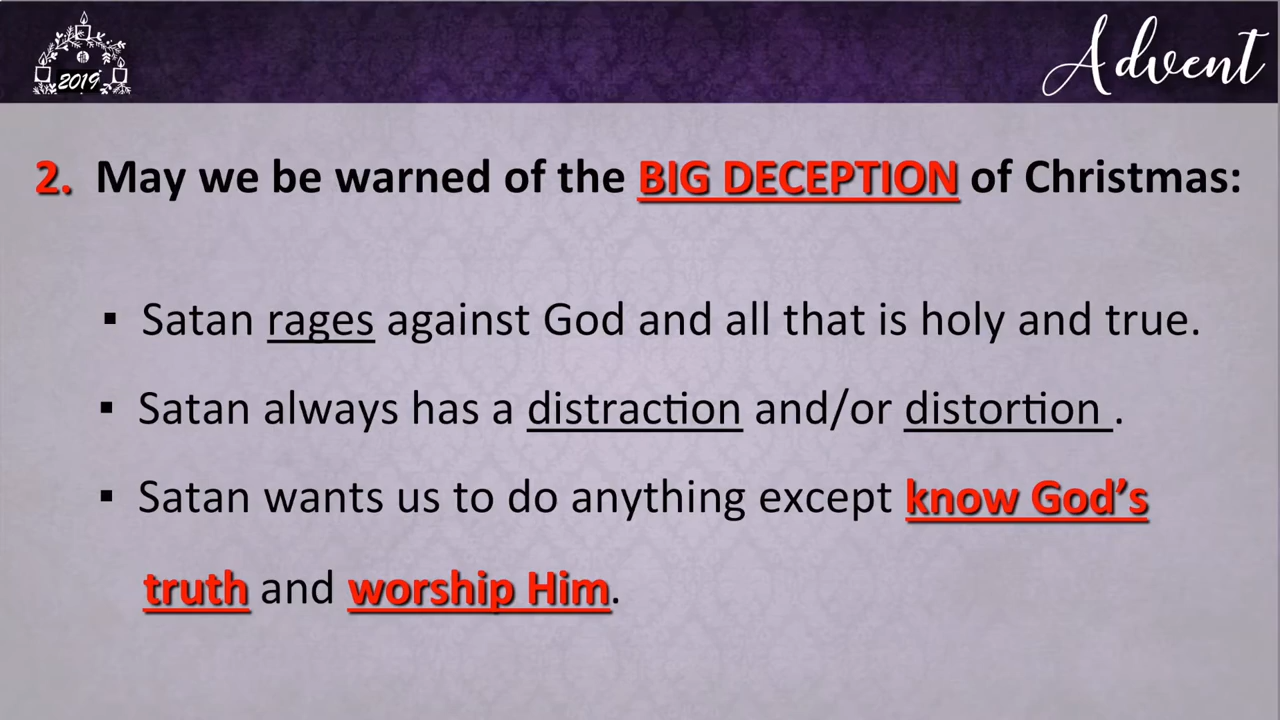 2019
Advent
2. May we be warned of the BIG DECEPTION of Christmas:
▪ Satan rages against God and all that is holy and true.
▪ Satan always has a distraction and/or distortion .
▪ Satan wants us to do anything except know God’s
truth and worship Him.